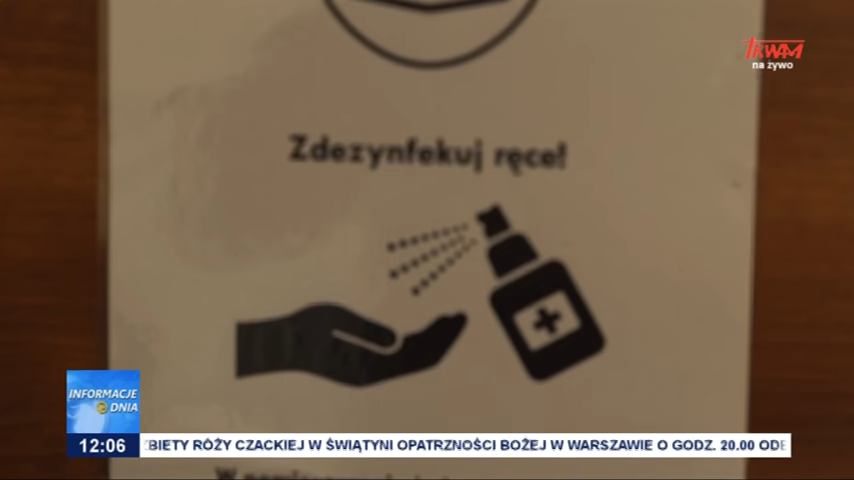 TRWAM
na żywo
Zdezynfekuj ręce!
INFORMACJE
DNIA
12:06
BIETY RÓŻY CZACKIEJ W ŚWIĄTYNI OPATRZNOŚCI BOŻEJ W WARSZAWIE O GODZ. 20.00 ODE
W